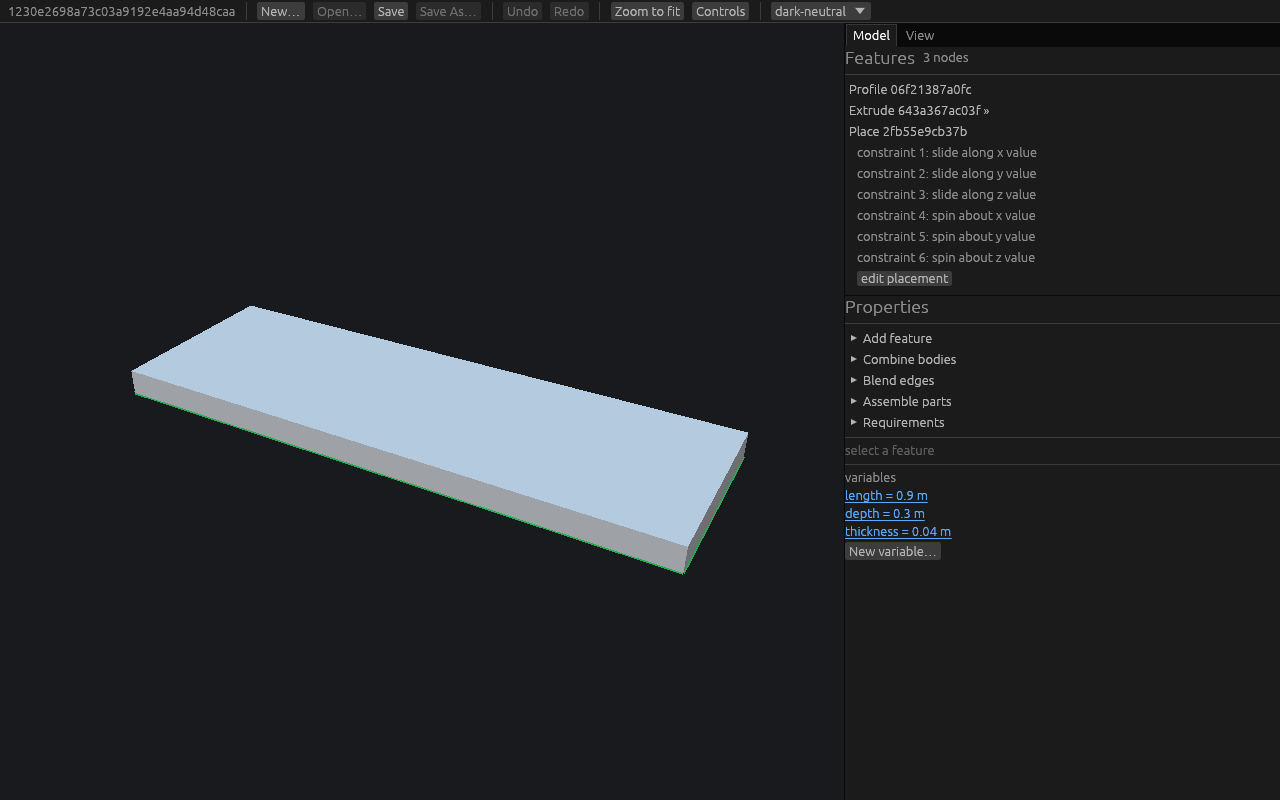 1230e2698a73c03a9192e4aa94d48caa New... Open... Save Save As... Undo Redo Zoom to fit Controls dark-neutral
Model View
Features 3 nodes
Profile 06f21387a0fc
Extrude 643a367ac03f »
Place 2fb55e9cb37b
constraint 1: slide along x value
constraint 2: slide along y value
constraint 3: slide along z value
constraint 4: spin about x value
constraint 5: spin about y value
constraint 6: spin about z value
edit placement
Properties
Add feature
Combine bodies
Blend edges
Assemble parts
Requirements
select a feature
variables
length = 0.9 m
depth = 0.3 m
thickness = 0.04 m
New variable...